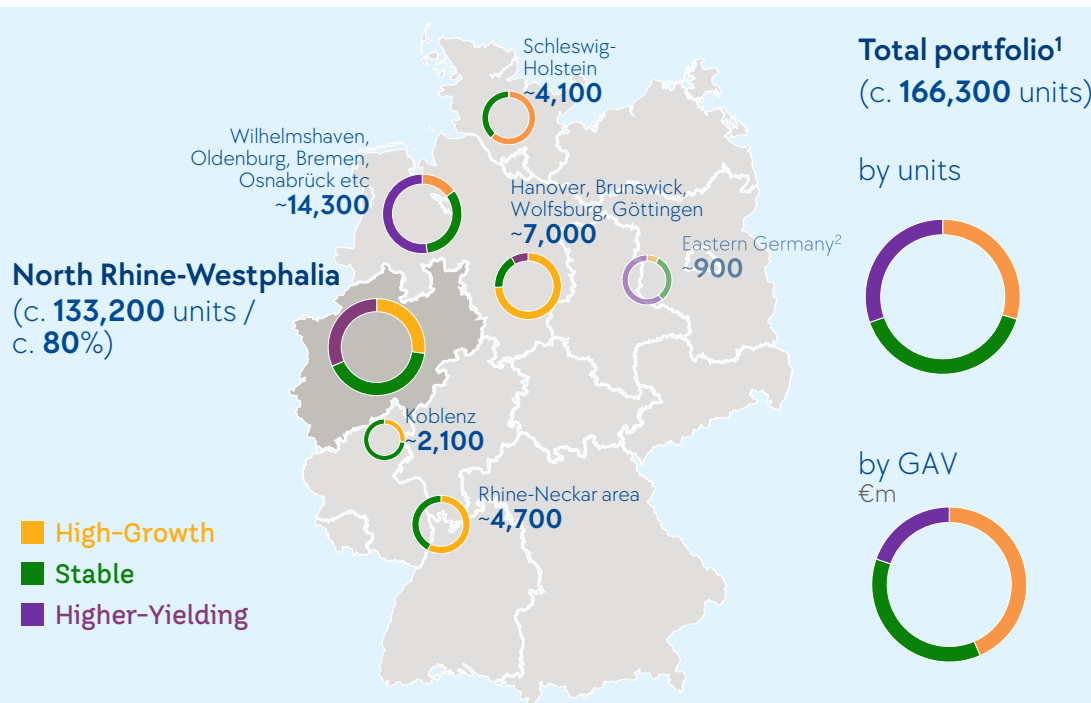 Schleswig-
Holstein
~4,100
Wilhelmshaven,
Oldenburg, Bremen,
Osnabrück etc
~14,300
Hanover, Brunswick,
Wolfsburg, Göttingen
~7,000
Eastern Germany²
~900
North Rhine-Westphalia
(c. 133,200 units /
c. 80%)
Koblenz
~2,100
Rhine-Neckar area
~4,700
High-Growth
Stable
Higher-Yielding
Total portfolio¹
(c. 166,300 units)
by units
by GAV
€m